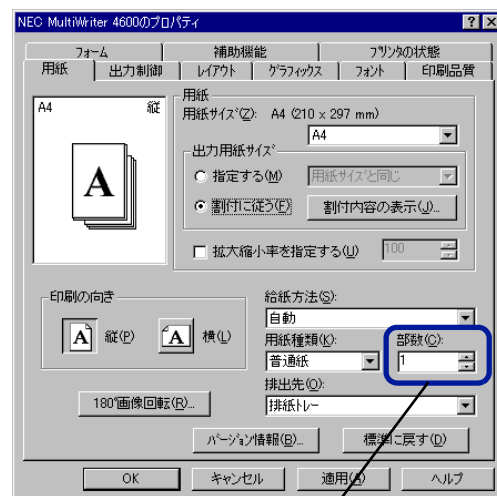 NEC MultiWriter 4600のプロパティ
フォーム 補助機能 プリンタの状態
用紙 出力制御 レイアウト グラフィックス フォント 印刷品質
A4 縦
A
用紙
用紙サイズ(Z): A4 (210 x 297 mm)
A4
出力用紙サイズ
指定する(M) 用紙サイズと同じ
割付に従う(F) 割付内容の表示(J)...
拡大縮小率を指定する(U) 100
印刷の向き
A 縦(P) A 横(L)
180°画像回転(R)...
給紙方法(S):
自動
用紙種類(K): 部数(C):
普通紙 1
排出先(O):
排紙トレー
バージョン情報(B)... 標準に戻す(D)
OK キャンセル 適用(A) ヘルプ